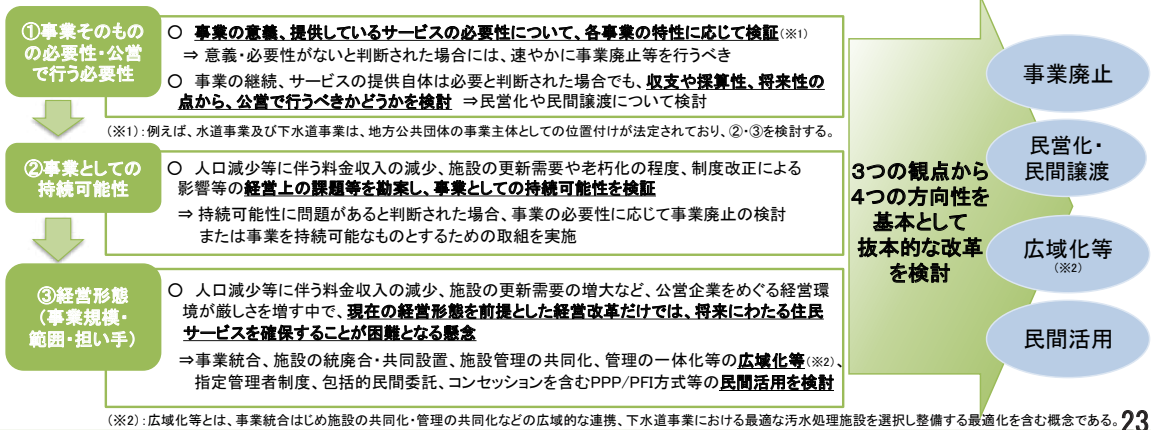 ①事業そのもの
の必要性・公営
で行う必要性
○ 事業の意義、提供しているサービスの必要性について、各事業の特性に応じて検証(※1)
⇒ 意義・必要性がないと判断された場合には、速やかに事業廃止等を行うべき
○ 事業の継続、サービスの提供自体は必要と判断された場合でも、収支や採算性、将来性の
点から、公営で行うべきかどうかを検討 ⇒民営化や民間譲渡について検討
(※1):例えば、水道事業及び下水道事業は、地方公共団体の事業主体としての位置付けが法定されており、②・③を検討する。
②事業としての
持続可能性
○ 人口減少等に伴う料金収入の減少、施設の更新需要や老朽化の程度、制度改正による
影響等の経営上の課題等を勘案し、事業としての持続可能性を検証
⇒ 持続可能性に問題があると判断された場合、事業の必要性に応じて事業廃止の検討
または事業を持続可能なものとするための取組を実施
③経営形態
(事業規模・
範囲・担い手)
○ 人口減少等に伴う料金収入の減少、施設の更新需要の増大など、公営企業をめぐる経営環
境が厳しさを増す中で、現在の経営形態を前提とした経営改革だけでは、将来にわたる住民
サービスを確保することが困難となる懸念
⇒事業統合、施設の統廃合・共同設置、施設管理の共同化、管理の一体化等の広域化等(※2)、
指定管理者制度、包括的民間委託、コンセッションを含むPPP/PFI方式等の民間活用を検討
3つの観点から
4つの方向性を
基本として
抜本的な改革
を検討
事業廃止
民営化・
民間譲渡
広域化等
(※2)
民間活用
(※2):広域化等とは、事業統合はじめ施設の共同化・管理の共同化などの広域的な連携、下水道事業における最適な汚水処理施設を選択し整備する最適化を含む概念である。
23